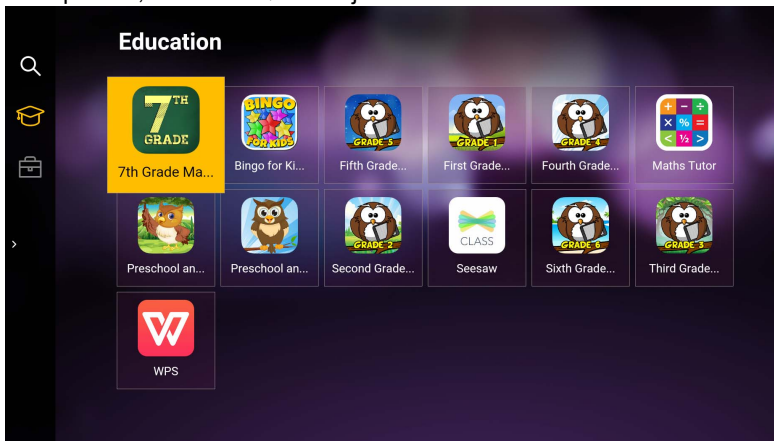 Education
7TH
GRADE
BINGO
FOR KIDS
GRADE 5
GRADE 1
GRADE 4
+ − ÷
× % =
< ½ >
7th Grade Ma...
Bingo for Ki...
Fifth Grade...
First Grade...
Fourth Grade...
Maths Tutor
GRADE 2
CLASS
GRADE 6
GRADE 3
Preschool an...
Preschool an...
Second Grade...
Seesaw
Sixth Grade...
Third Grade...
W
WPS